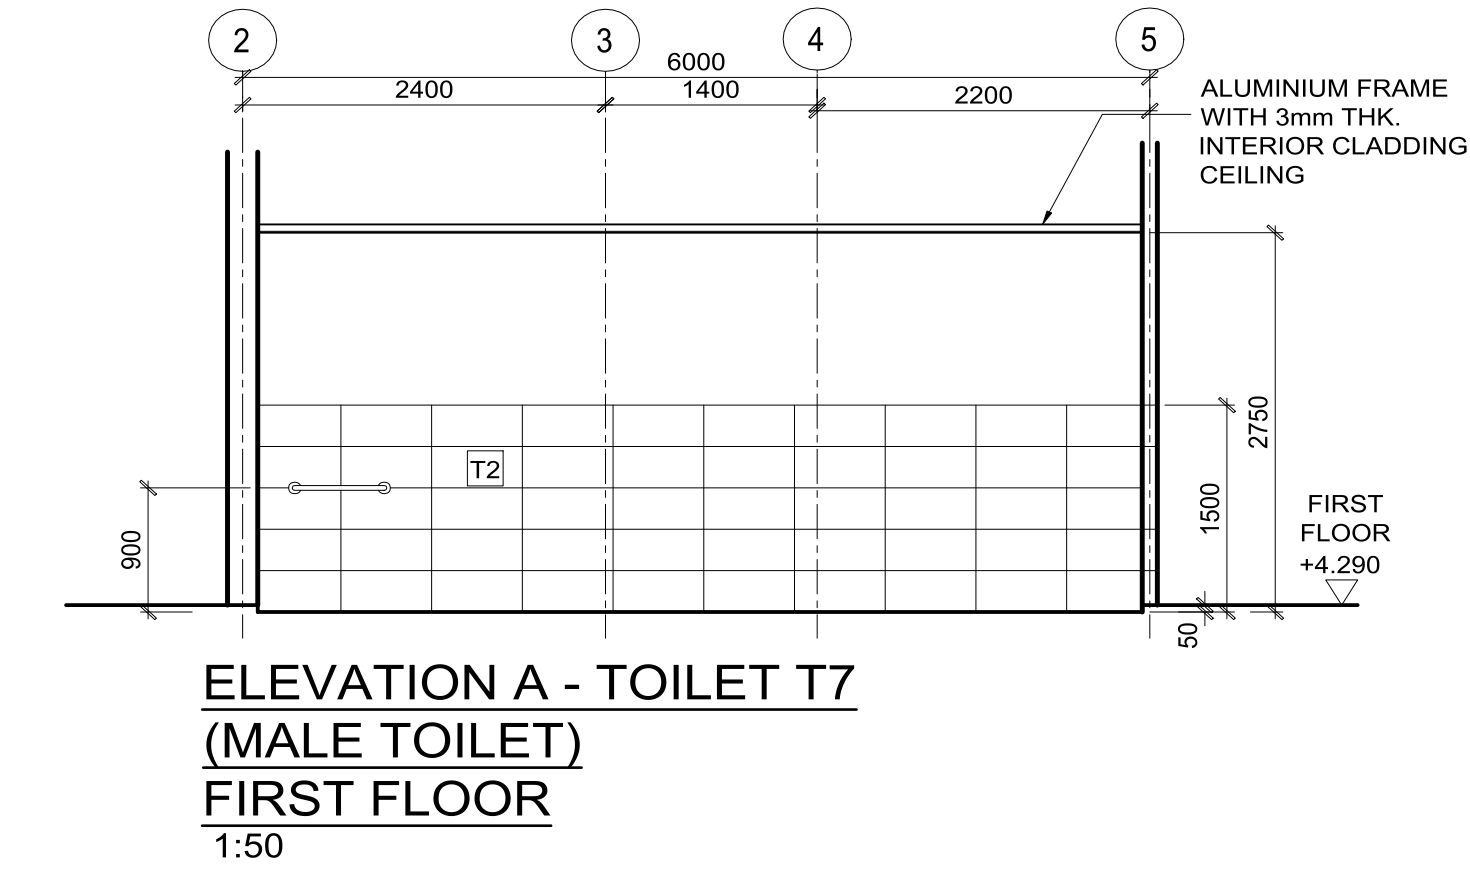 2
3
4
5
6000
2400
1400
2200
ALUMINIUM FRAME
WITH 3mm THK.
INTERIOR CLADDING
CEILING
2750
T2
1500
900
FIRST
FLOOR
+4.290
50
ELEVATION A - TOILET T7
(MALE TOILET)
FIRST FLOOR
1:50